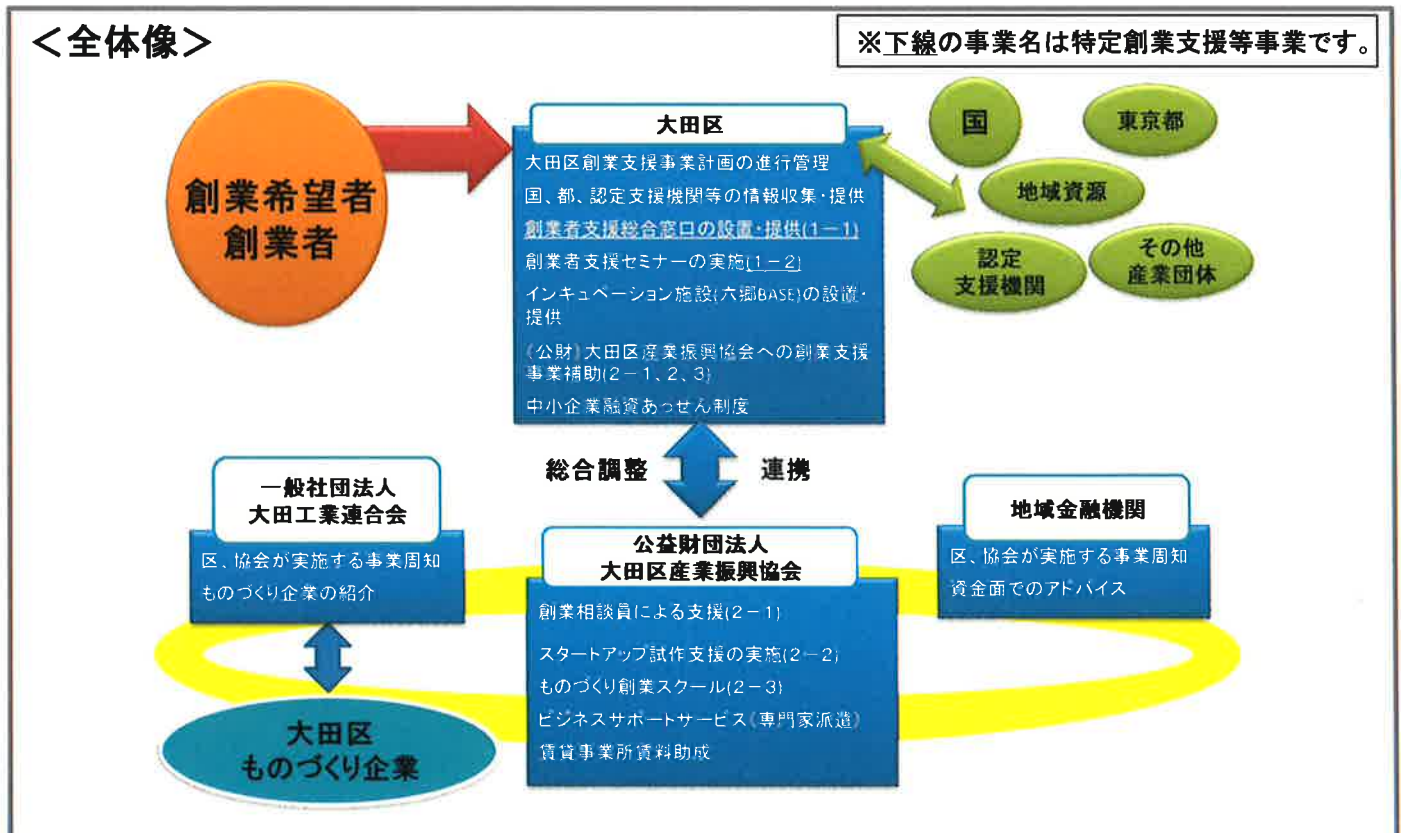 ＜全体像＞
※下線の事業名は特定創業支援等事業です。
創業希望者
創業者
大田区
大田区創業支援事業計画の進行管理
国、都、認定支援機関等の情報収集・提供
創業者支援総合窓口の設置・提供(1－1)
創業者支援セミナーの実施(1－2)
インキュベーション施設(六郷BASE)の設置・
提供
(公財)大田区産業振興協会への創業支援
事業補助(2－1、2、3)
中小企業融資あっせん制度
国
東京都
地域資源
認定
支援機関
その他
産業団体
総合調整
連携
一般社団法人
大田工業連合会
区、協会が実施する事業周知
ものづくり企業の紹介
公益財団法人
大田区産業振興協会
創業相談員による支援(2－1)
スタートアップ試作支援の実施(2－2)
ものづくり創業スクール(2－3)
ビジネスサポートサービス(専門家派遣)
賃貸事業所賃料助成
地域金融機関
区、協会が実施する事業周知
資金面でのアドバイス
大田区
ものづくり企業